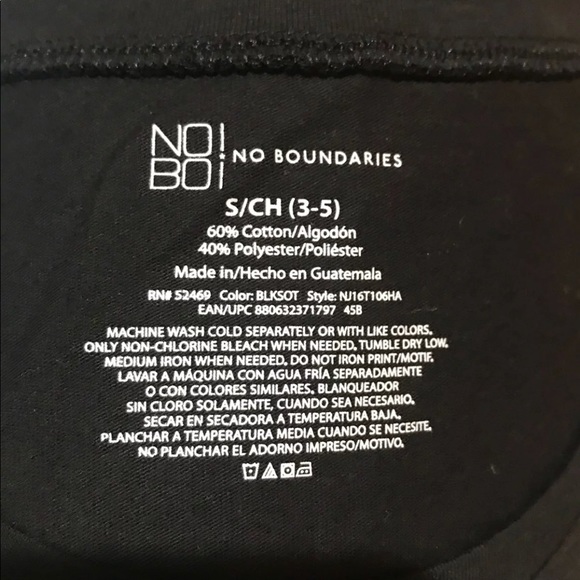 NO!
BO¡
NO BOUNDARIES
S/CH (3-5)
60% Cotton/Algodón
40% Polyester/Poliéster
Made in/Hecho en Guatemala
RN# 52469 Color: BLKSOT Style: NJ16T106HA
EAN/UPC 880632371797 45B
MACHINE WASH COLD SEPARATELY OR WITH LIKE COLORS.
ONLY NON-CHLORINE BLEACH WHEN NEEDED, TUMBLE DRY LOW.
MEDIUM IRON WHEN NEEDED. DO NOT IRON PRINT/MOTIF.
LAVAR A MÁQUINA CON AGUA FRÍA SEPARADAMENTE
O CON COLORES SIMILARES. BLANQUEADOR
SIN CLORO SOLAMENTE, CUANDO SEA NECESARIO.
SECAR EN SECADORA A TEMPERATURA BAJA.
PLANCHAR A TEMPERATURA MEDIA CUANDO SE NECESITE.
NO PLANCHAR EL ADORNO IMPRESO/MOTIVO.